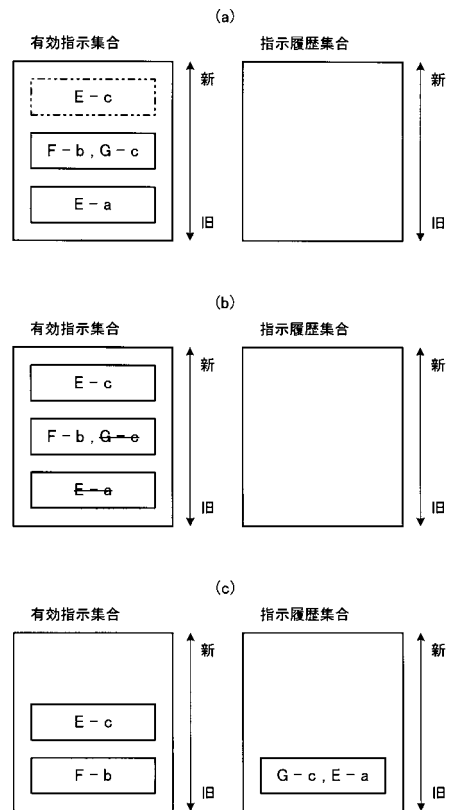 (a)
有効指示集合 指示履歴集合
新 新
E-c
F-b, G-c
E-a
旧 旧
(b)
有効指示集合 指示履歴集合
新 新
E-c
F-b, G-c
E-a
旧 旧
(c)
有効指示集合 指示履歴集合
新 新
E-c
F-b G-c, E-a
旧 旧